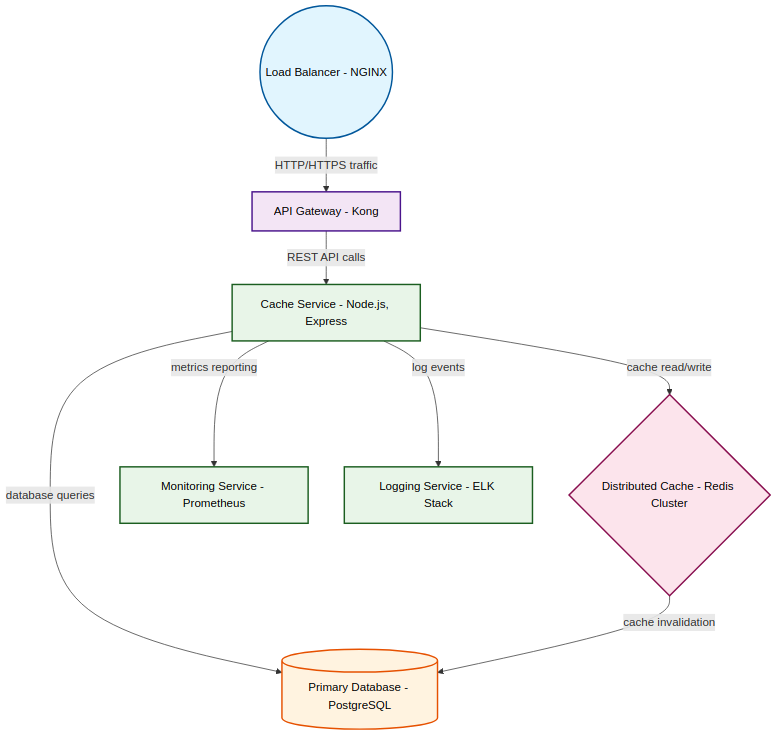 Load Balancer - NGINX
HTTP/HTTPS traffic
API Gateway - Kong
REST API calls
Cache Service - Node.js,
Express
metrics reporting
log events
cache read/write
database queries
Monitoring Service -
Prometheus
Logging Service - ELK
Stack
Distributed Cache - Redis
Cluster
cache invalidation
Primary Database -
PostgreSQL